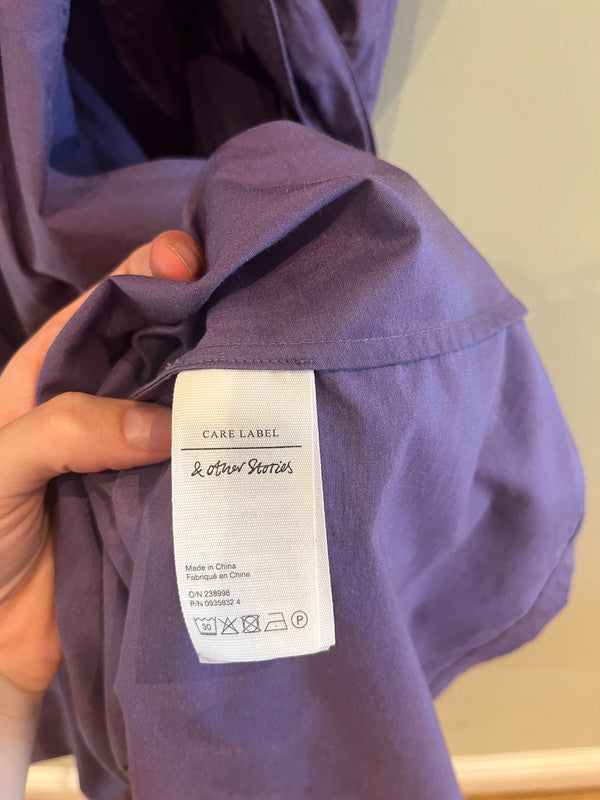 CARE LABEL
& other Stories
Made in China
Fabriqué en Chine
O/N 238998
P/N 0935832 4
30 P